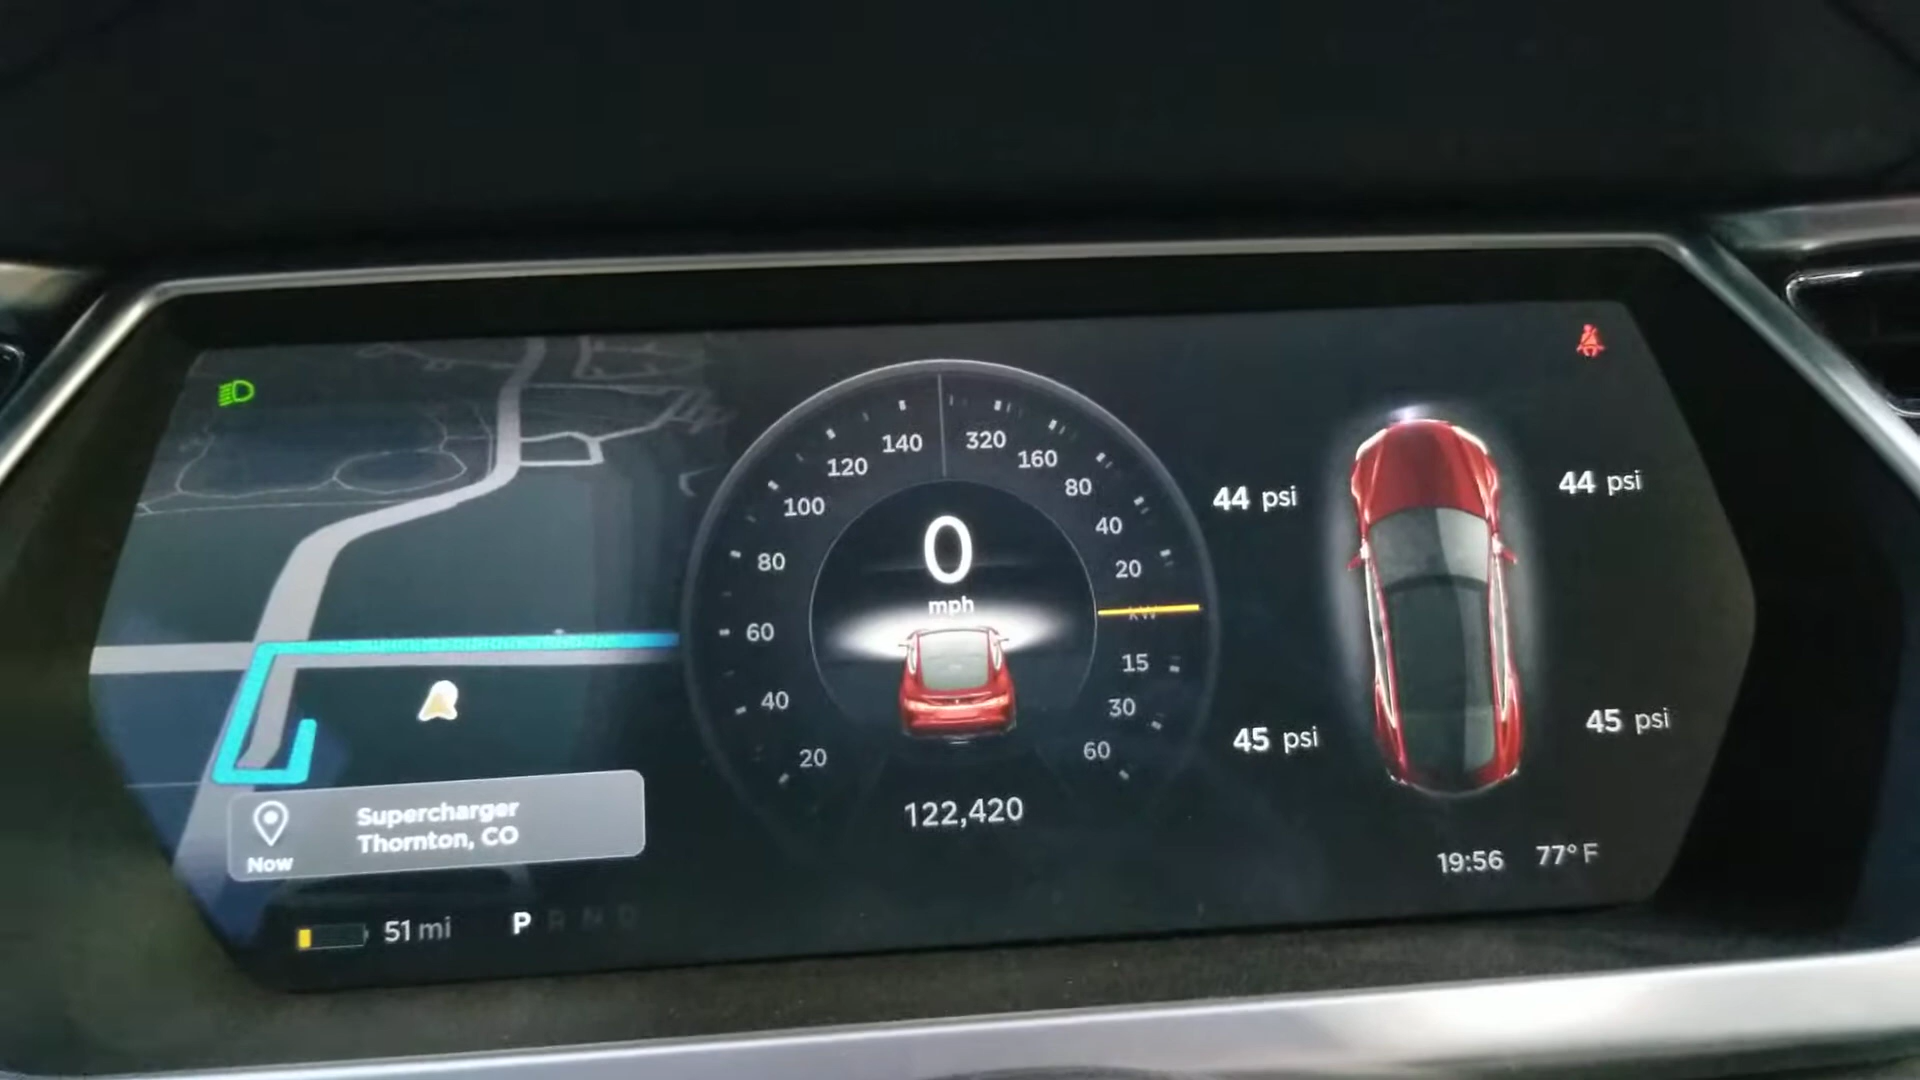 140
320
120
160
100
80
40
80
20
0
mph
kW
60
15
40
30
20
60
122,420
44 psi
44 psi
45 psi
45 psi
Supercharger
Thornton, CO
Now
51 mi
P R N D
19:56 77° F